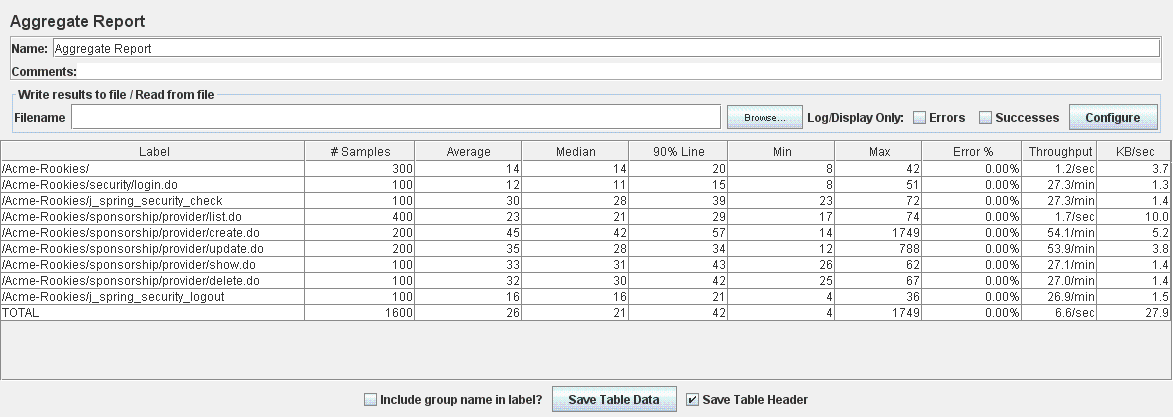 Aggregate Report
Name: Aggregate Report
Comments:
Write results to file / Read from file
Filename Browse... Log/Display Only: Errors Successes Configure
Label # Samples Average Median 90% Line Min Max Error % Throughput KB/sec
/Acme-Rookies/ 300 14 14 20 8 42 0.00% 1.2/sec 3.7
/Acme-Rookies/security/login.do 100 12 11 15 8 51 0.00% 27.3/min 1.3
/Acme-Rookies/j_spring_security_check 100 30 28 39 23 72 0.00% 27.3/min 1.4
/Acme-Rookies/sponsorship/provider/list.do 400 23 21 29 17 74 0.00% 1.7/sec 10.0
/Acme-Rookies/sponsorship/provider/create.do 200 45 42 57 14 1749 0.00% 54.1/min 5.2
/Acme-Rookies/sponsorship/provider/update.do 200 35 28 34 12 788 0.00% 53.9/min 3.8
/Acme-Rookies/sponsorship/provider/show.do 100 33 31 43 26 62 0.00% 27.1/min 1.4
/Acme-Rookies/sponsorship/provider/delete.do 100 32 30 42 25 67 0.00% 27.0/min 1.4
/Acme-Rookies/j_spring_security_logout 100 16 16 21 4 36 0.00% 26.9/min 1.5
TOTAL 1600 26 21 42 4 1749 0.00% 6.6/sec 27.9
Include group name in label? Save Table Data Save Table Header